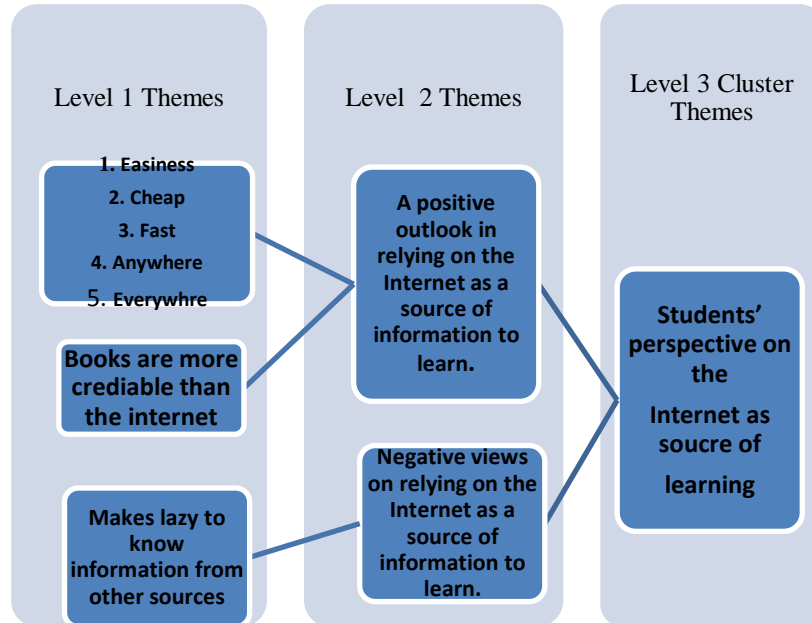 Level 1 Themes
1. Easiness
2. Cheap
3. Fast
4. Anywhere
5. Everywhre
Books are more
crediable than
the internet
Makes lazy to
know
information from
other sources
Level 2 Themes
A positive
outlook in
relying on the
Internet as a
source of
information to
learn.
Negative views
on relying on the
Internet as a
source of
information to
learn.
Level 3 Cluster
Themes
Students’
perspective on
the
Internet as
soucre of
learning